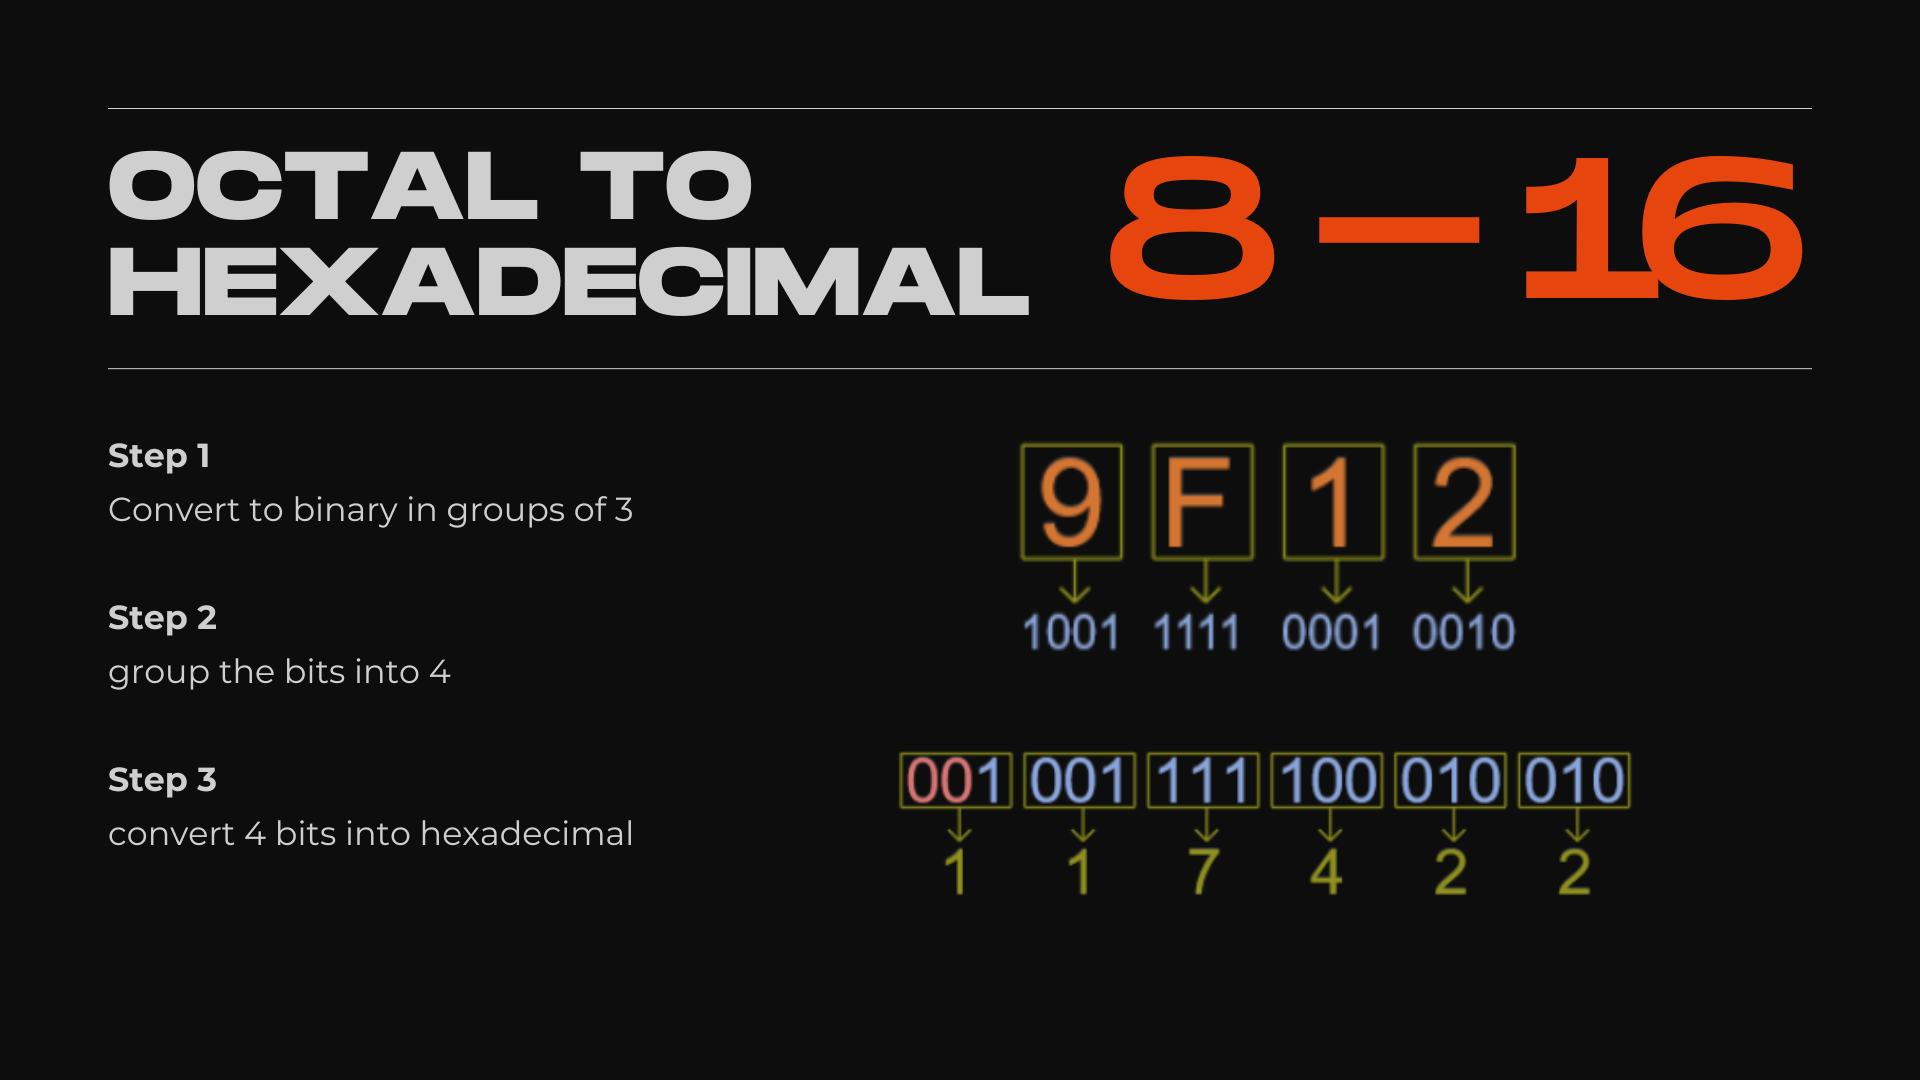 OCTAL TO
HEXADECIMAL
8-16
Step 1
Convert to binary in groups of 3
Step 2
group the bits into 4
Step 3
convert 4 bits into hexadecimal
9 F 1 2
1001 1111 0001 0010
001 001 111 100 010 010
1 1 7 4 2 2